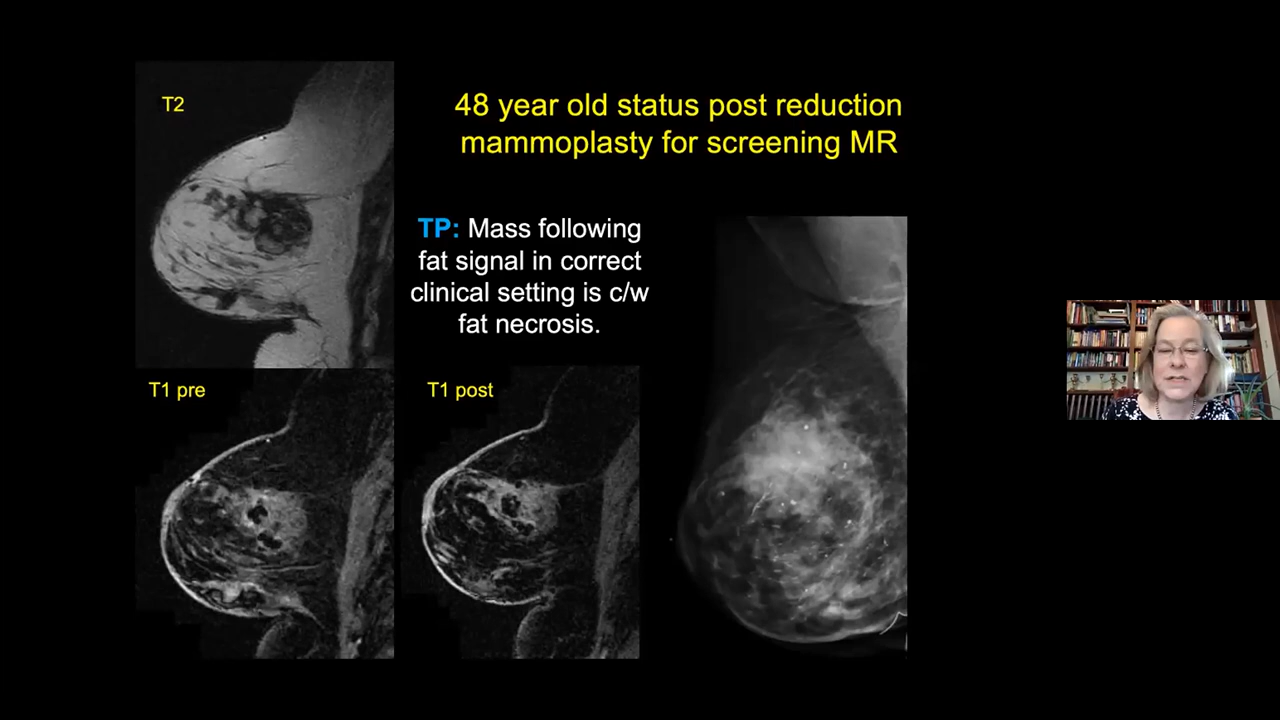 T2
48 year old status post reduction
mammoplasty for screening MR
TP: Mass following
fat signal in correct
clinical setting is c/w
fat necrosis.
T1 pre
T1 post